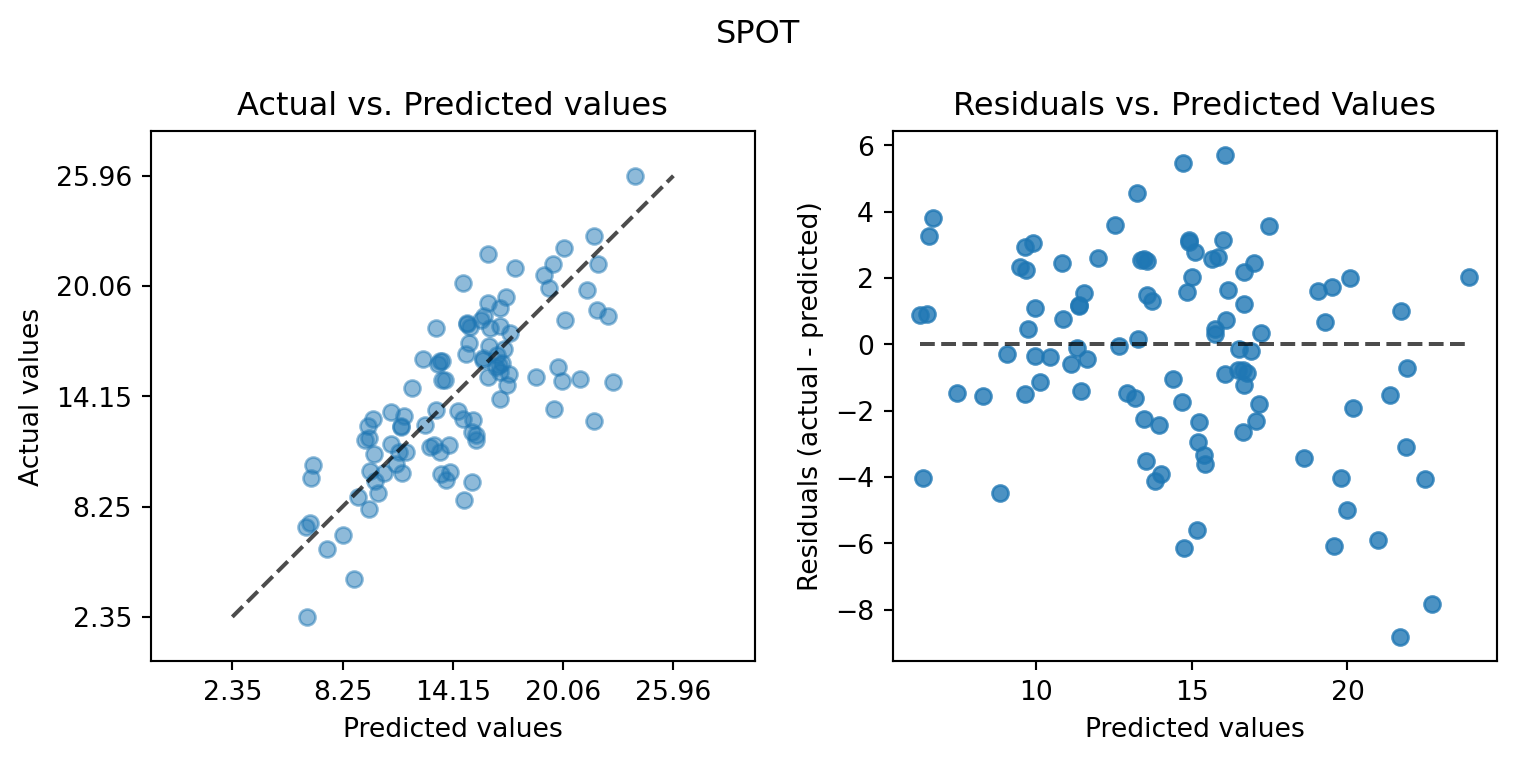 SPOT
Actual vs. Predicted values
Actual values
25.96
20.06
14.15
8.25
2.35
2.35 8.25 14.15 20.06 25.96
Predicted values
Residuals vs. Predicted Values
Residuals (actual - predicted)
6
4
2
0
−2
−4
−6
−8
10 15 20
Predicted values